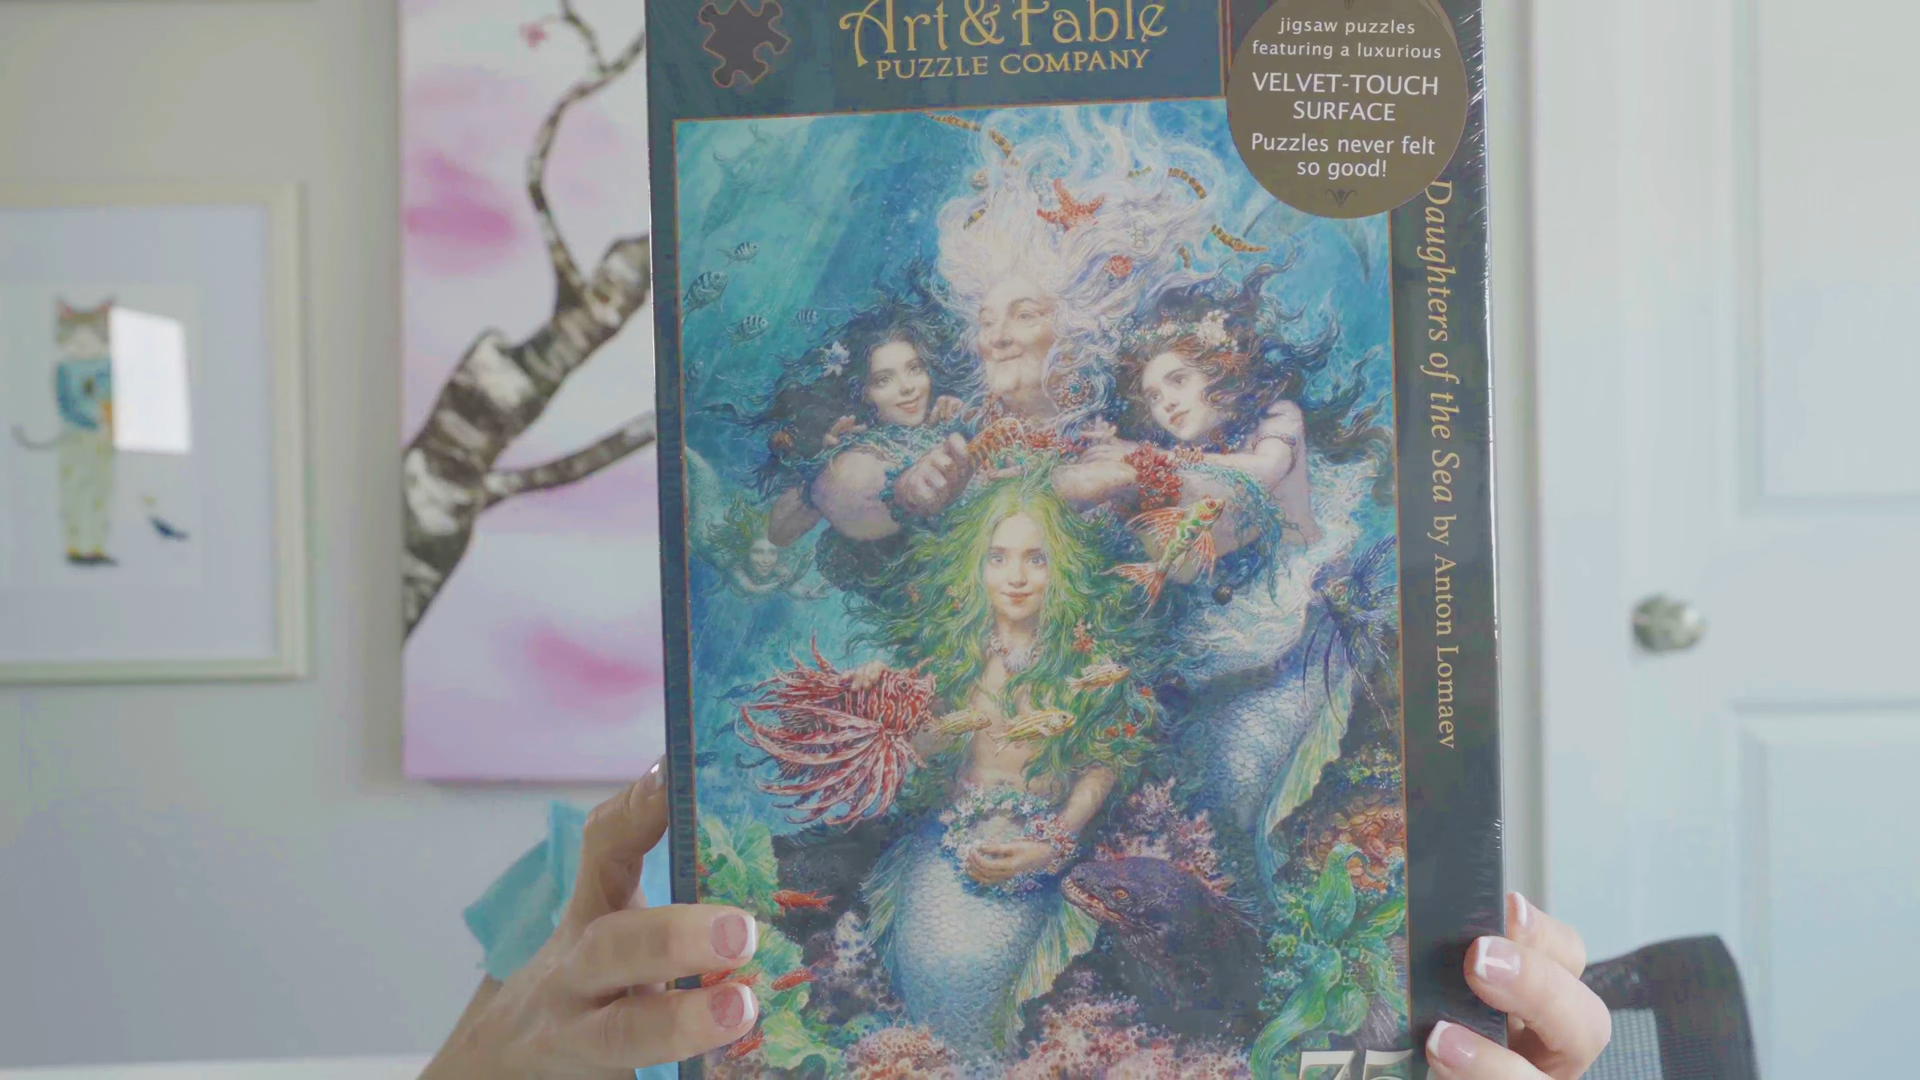 Art & Fable
PUZZLE COMPANY
jigsaw puzzles
featuring a luxurious
VELVET-TOUCH
SURFACE
Puzzles never felt
so good!
Daughters of the Sea by Anton Lomaev